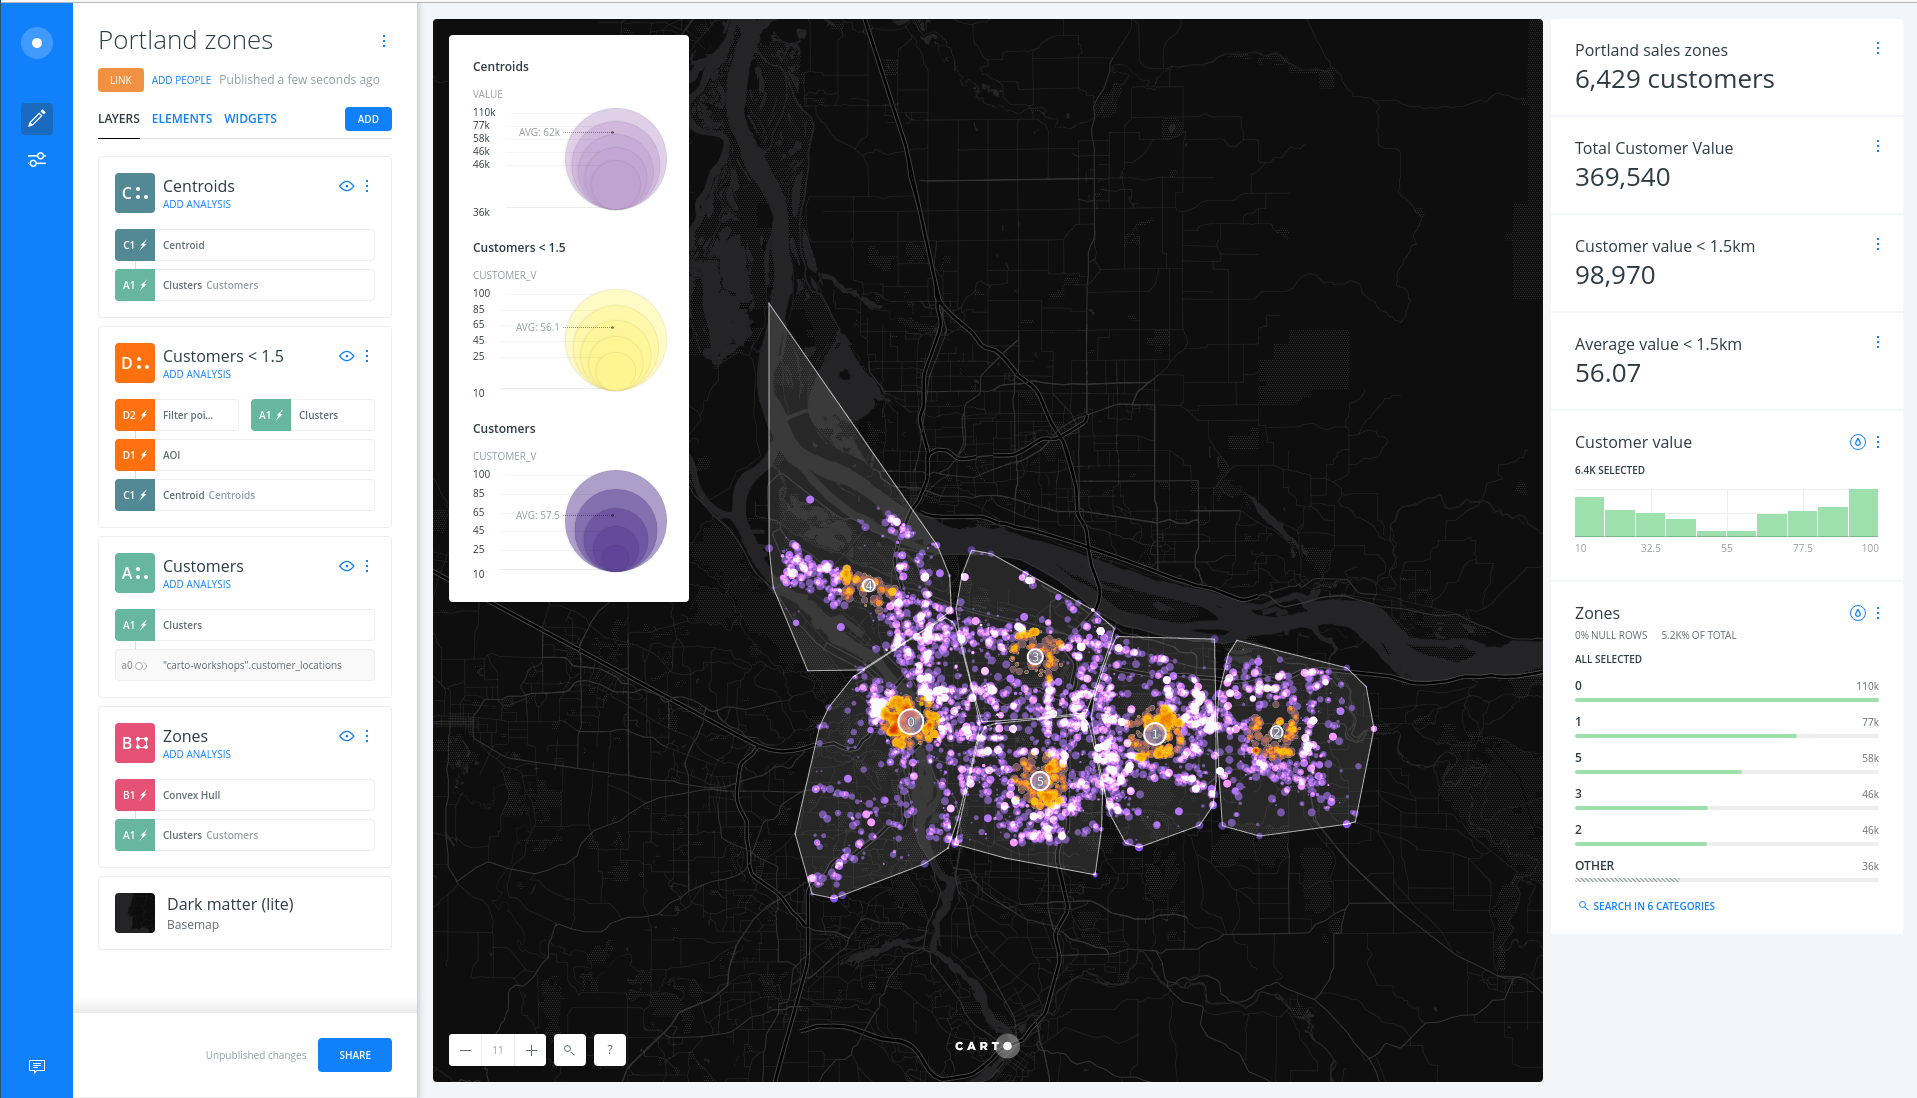 Portland zones
LINK ADD PEOPLE Published a few seconds ago
LAYERS ELEMENTS WIDGETS ADD
C Centroids
ADD ANALYSIS
C1 Centroid
A1 Clusters Customers
D Customers < 1.5
ADD ANALYSIS
D2 Filter poi... A1 Clusters
D1 AOI
C1 Centroid Centroids
A Customers
ADD ANALYSIS
A1 Clusters
a0 "carto-workshops".customer_locations
B Zones
ADD ANALYSIS
B1 Convex Hull
A1 Clusters Customers
Dark matter (lite)
Basemap
Unpublished changes SHARE
Centroids
VALUE
110k
77k
AVG: 62k
58k
46k
46k
36k
Customers < 1.5
CUSTOMER_V
100
85
AVG: 56.1
65
45
25
10
Customers
CUSTOMER_V
100
85
AVG: 57.5
65
45
25
10
4
3
0
1
2
5
11
?
CARTO
Portland sales zones
6,429 customers
Total Customer Value
369,540
Customer value < 1.5km
98,970
Average value < 1.5km
56.07
Customer value
6.4K SELECTED
10 32.5 55 77.5 100
Zones
0% NULL ROWS 5.2K% OF TOTAL
ALL SELECTED
0 110k
1 77k
5 58k
3 46k
2 46k
OTHER 36k
SEARCH IN 6 CATEGORIES